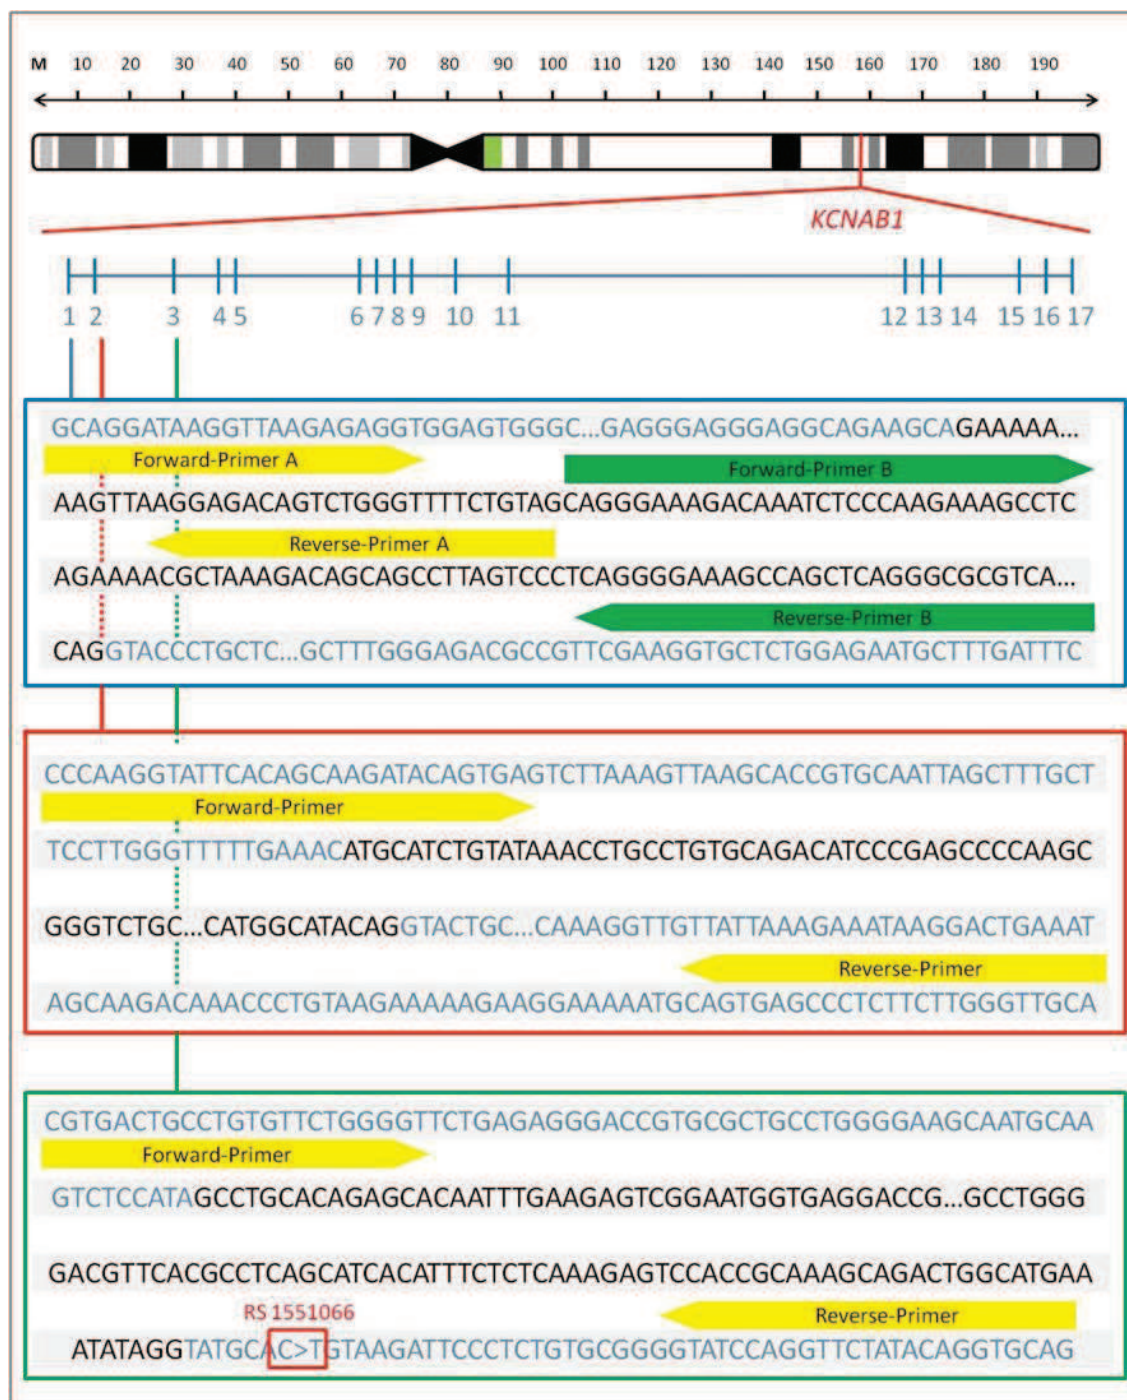 M 10 20 30 40 50 60 70 80 90 100 110 120 130 140 150 160 170 180 190
KCNAB1
1 2 3 4 5 6 7 8 9 10 11 12 13 14 15 16 17
GCAGGATAAGGTTAAGAGAGGTGGAGTGGGC...GAGGGAGGGAGGCAGAAGCAGAAAAA...
Forward-Primer A Forward-Primer B
AAGTTAAGGAGACAGTCTGGGTTTTCTGTAGCAGGGAAAGACAAATCTCCCAAGAAAGCCTC
Reverse-Primer A
AGAAAACGCTAAAGACAGCAGCCTTAGTCCCTCAGGGGAAAGCCAGCTCAGGGCGCGTCA...
Reverse-Primer B
CAGGTACCCTGCTC...GCTTTGGGAGACGCCGTTCGAAGGTGCTCTGGAGAATGCTTTGATTTC
CCCAAGGTATTCACAGCAAGATACAGTGAGTCTTAAAGTTAAGCACCGTGCAATTAGCTTTGCT
Forward-Primer
TCCTTGGGTTTTTGAAACATGCATCTGTATAAACCTGCCTGTGCAGACATCCCGAGCCCCAAGC
GGGTCTGC...CATGGCATACAGGTACTGC...CAAAGGTTGTTATTAAAGAAATAAGGACTGAAAT
Reverse-Primer
AGCAAGACAAACCCTGTAAGAAAAAGAAGGAAAAATGCAGTGAGCCCTCTTCTTGGGTTGCA
CGTGACTGCCTGTGTTCTGGGGTTCTGAGAGGGACCGTGCGCTGCCTGGGGAAGCAATGCAA
Forward-Primer
GTCTCCATAGCCTGCACAGAGCACAATTTGAAGAGTCGGAATGGTGAGGACCG...GCCTGGG
GACGTTCACGCCTCAGCATCACATTTCTCTCAAAGAGTCCACCGCAAAGCAGACTGGCATGAA
RS 1551066 Reverse-Primer
ATATAGGTATGCAC>TGTAAGATTCCCTCTGTGCGGGGTATCCAGGTTCTATACAGGTGCAG